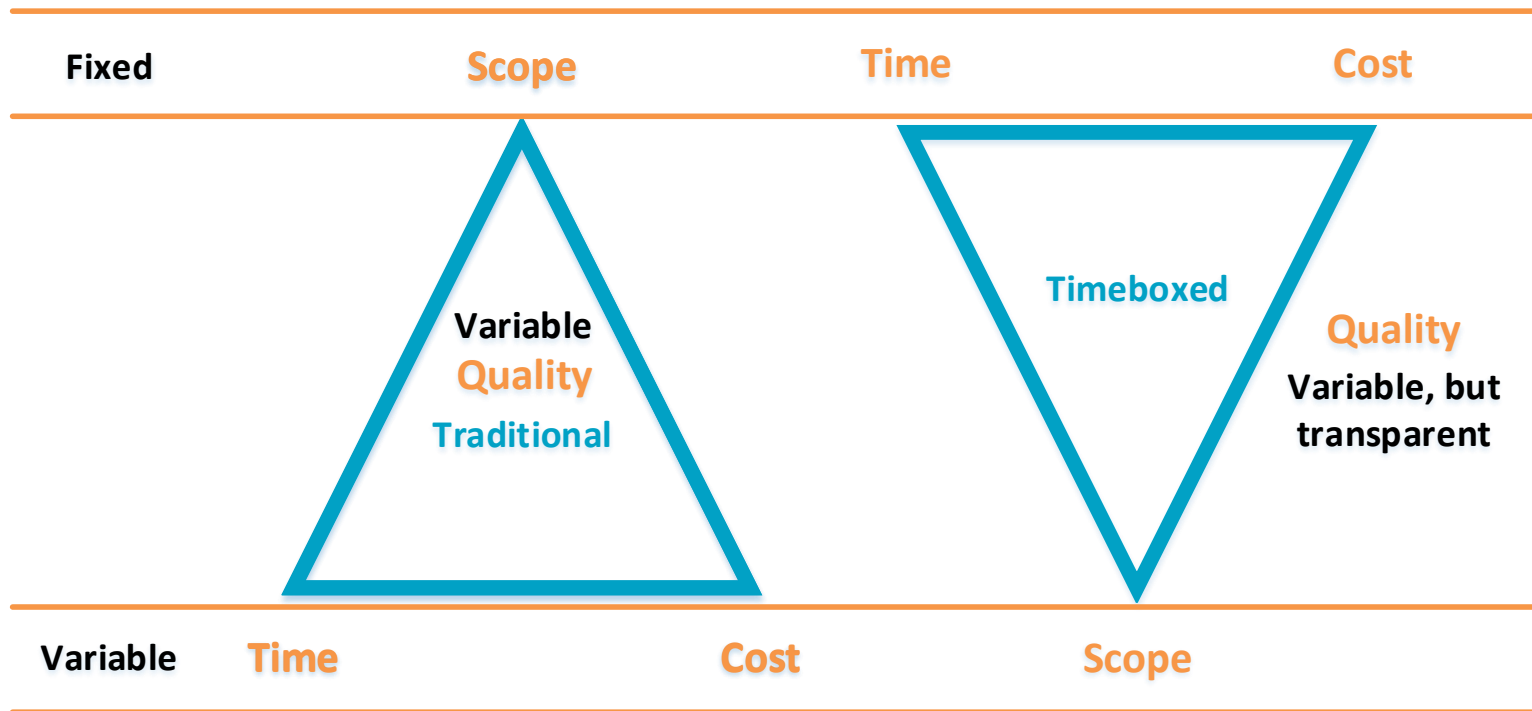 Fixed
Scope
Time
Cost
Variable
Quality
Traditional
Timeboxed
Quality
Variable, but
transparent
Variable
Time
Cost
Scope